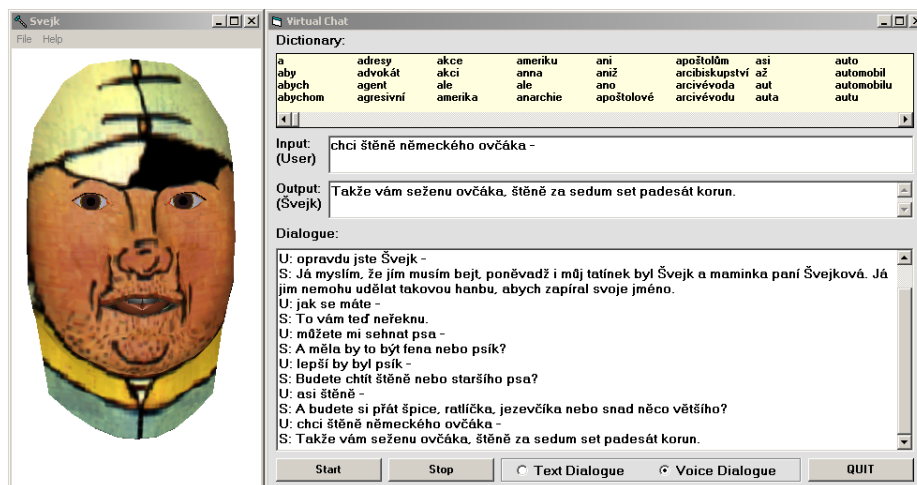 Svejk
File Help
Virtual Chat
Dictionary:
a adresy akce ameriku ani apoštolům asi auto
aby advokát akci anna aniž arcibiskupství až automobil
abych agent ale ale ano arcivévoda aut automobilu
abychom agresivní amerika anarchie apoštolové arcivévodu auta autu
Input:
(User)
chci štěně německého ovčáka -
Output:
(Švejk)
Takže vám seženu ovčáka, štěně za sedum set padesát korun.
Dialogue:
U: opravdu jste Švejk -
S: Já myslím, že jím musím bejt, poněvadž i můj tatínek byl Švejk a maminka paní Švejková. Já
jim nemohu udělat takovou hanbu, abych zapíral svoje jméno.
U: jak se máte -
S: To vám teď neřeknu.
U: můžete mi sehnat psa -
S: A měla by to být fena nebo psík?
U: lepší by byl psík -
S: Budete chtít štěně nebo staršího psa?
U: asi štěně -
S: A budete si přát špice, ratlíčka, jezevčíka nebo snad něco většího?
U: chci štěně německého ovčáka -
S: Takže vám seženu ovčáka, štěně za sedum set padesát korun.
Start Stop Text Dialogue Voice Dialogue QUIT